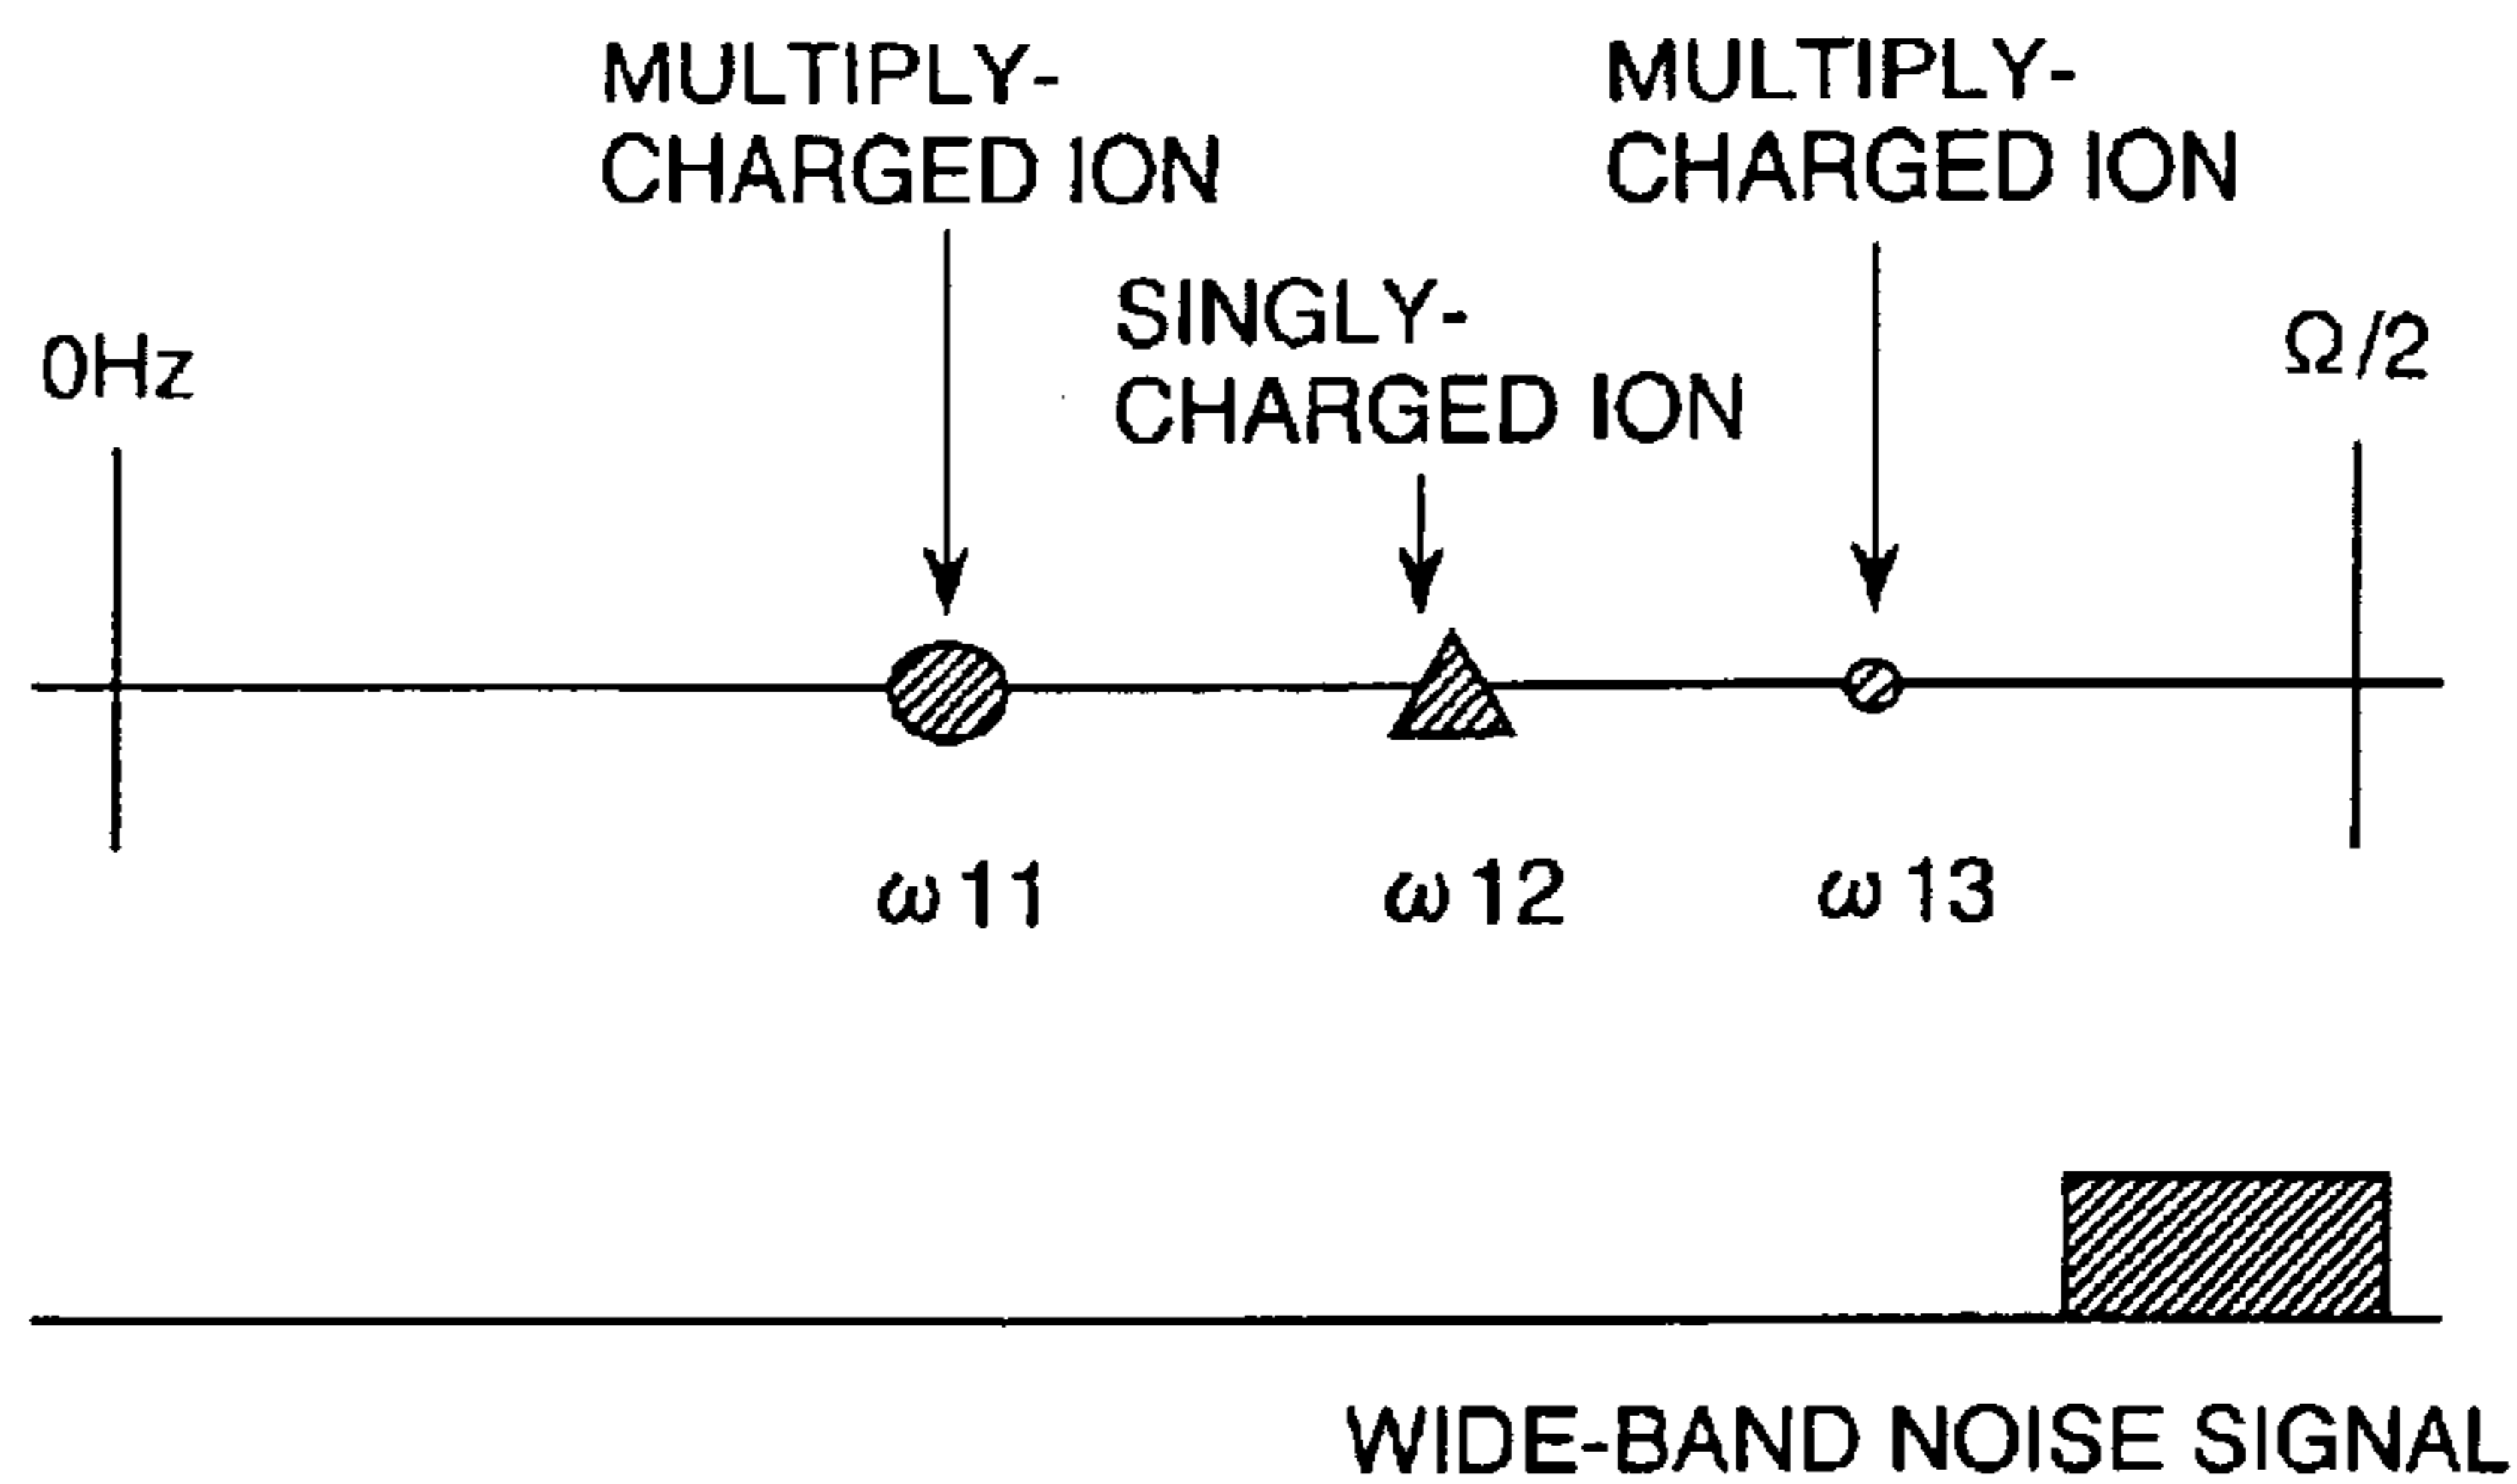 MULTIPLY-
CHARGED ION
MULTIPLY-
CHARGED ION
SINGLY-
CHARGED ION
0Hz
Ω/2
ω11
ω12
ω13
WIDE-BAND NOISE SIGNAL